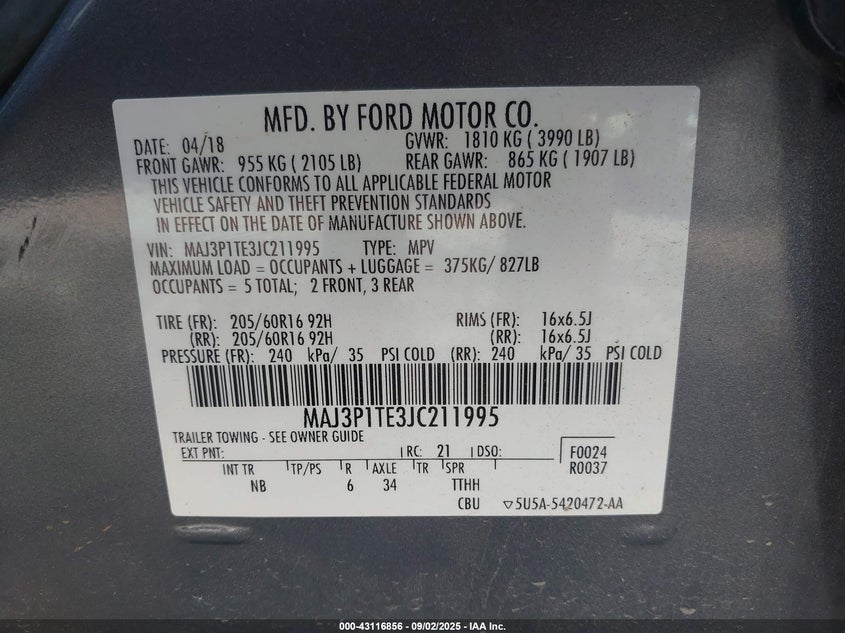 MFD. BY FORD MOTOR CO.
DATE: 04/18 GVWR: 1810 KG ( 3990 LB)
FRONT GAWR: 955 KG ( 2105 LB) REAR GAWR: 865 KG ( 1907 LB)
THIS VEHICLE CONFORMS TO ALL APPLICABLE FEDERAL MOTOR
VEHICLE SAFETY AND THEFT PREVENTION STANDARDS
IN EFFECT ON THE DATE OF MANUFACTURE SHOWN ABOVE.
VIN: MAJ3P1TE3JC211995 TYPE: MPV
MAXIMUM LOAD = OCCUPANTS + LUGGAGE = 375KG/ 827LB
OCCUPANTS = 5 TOTAL; 2 FRONT, 3 REAR
TIRE (FR): 205/60R16 92H RIMS (FR): 16x6.5J
(RR): 205/60R16 92H (RR): 16x6.5J
PRESSURE (FR): 240 kPa/ 35 PSI COLD (RR): 240 kPa/ 35 PSI COLD
MAJ3P1TE3JC211995
TRAILER TOWING - SEE OWNER GUIDE
EXT PNT: RC: 21 DSO: F0024
R0037
INT TR TP/PS R AXLE TR SPR
NB 6 34 TTHH
CBU ▽5U5A-5420472-AA
000-43116856 - 09/02/2025 - IAA Inc.